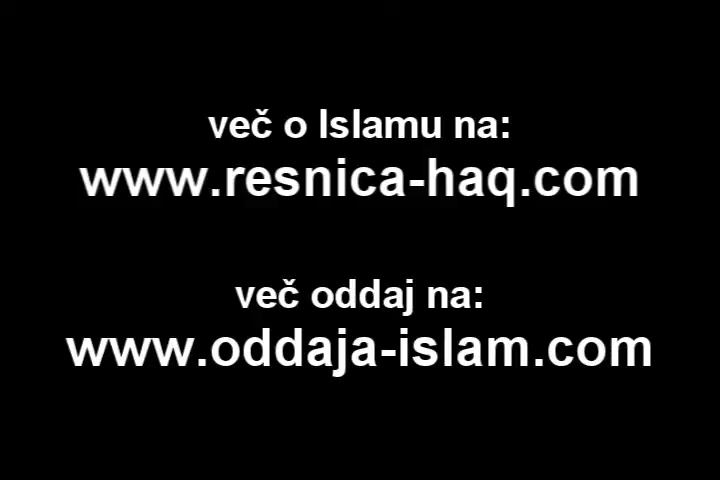 več o Islamu na:
www.resnica-haq.com
več oddaj na:
www.oddaja-islam.com